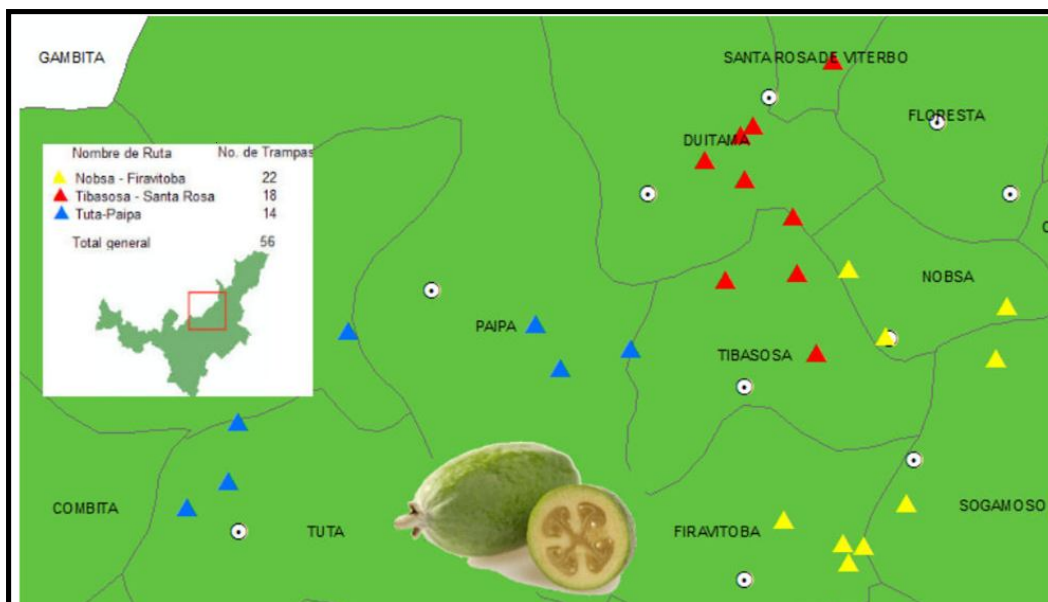 GAMBITA
SANTA ROSA DE VITERBO
FLORESTA
DUITAMA
Nombre de Ruta No. de Trampas
Nobsa - Firavitoba 22
Tibasosa - Santa Rosa 18
Tuta-Paipa 14
Total general 56
NOBSA
PAIPA
TIBASOSA
COMBITA
TUTA
FIRAVITOBA
SOGAMOSO